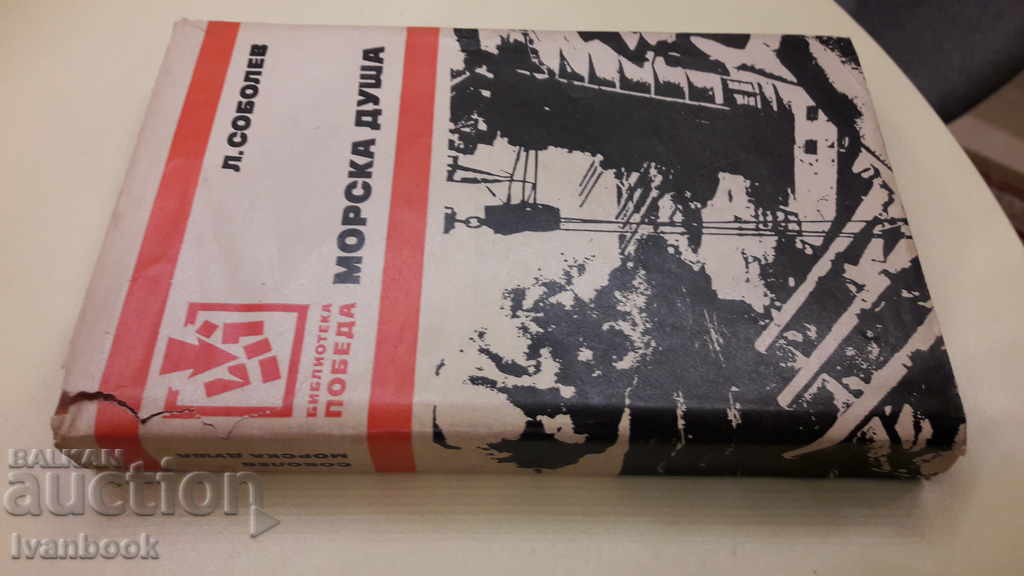 Л. СОБОЛЕВ
МОРСКА ДУША
БИБЛИОТЕКА
ПОБЕДА
СОБОЛЕВ
МОРСКА ДУША
BALKAN
auction
Ivanbook